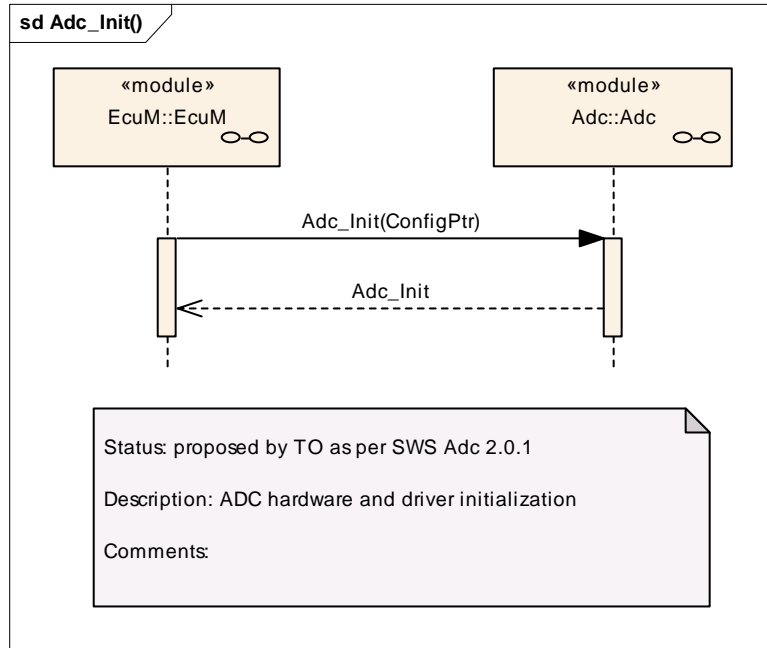 sd Adc_Init()
«module»
EcuM::EcuM
«module»
Adc::Adc
Adc_Init(ConfigPtr)
Adc_Init
Status: proposed by TO as per SWS Adc 2.0.1
Description: ADC hardware and driver initialization
Comments: